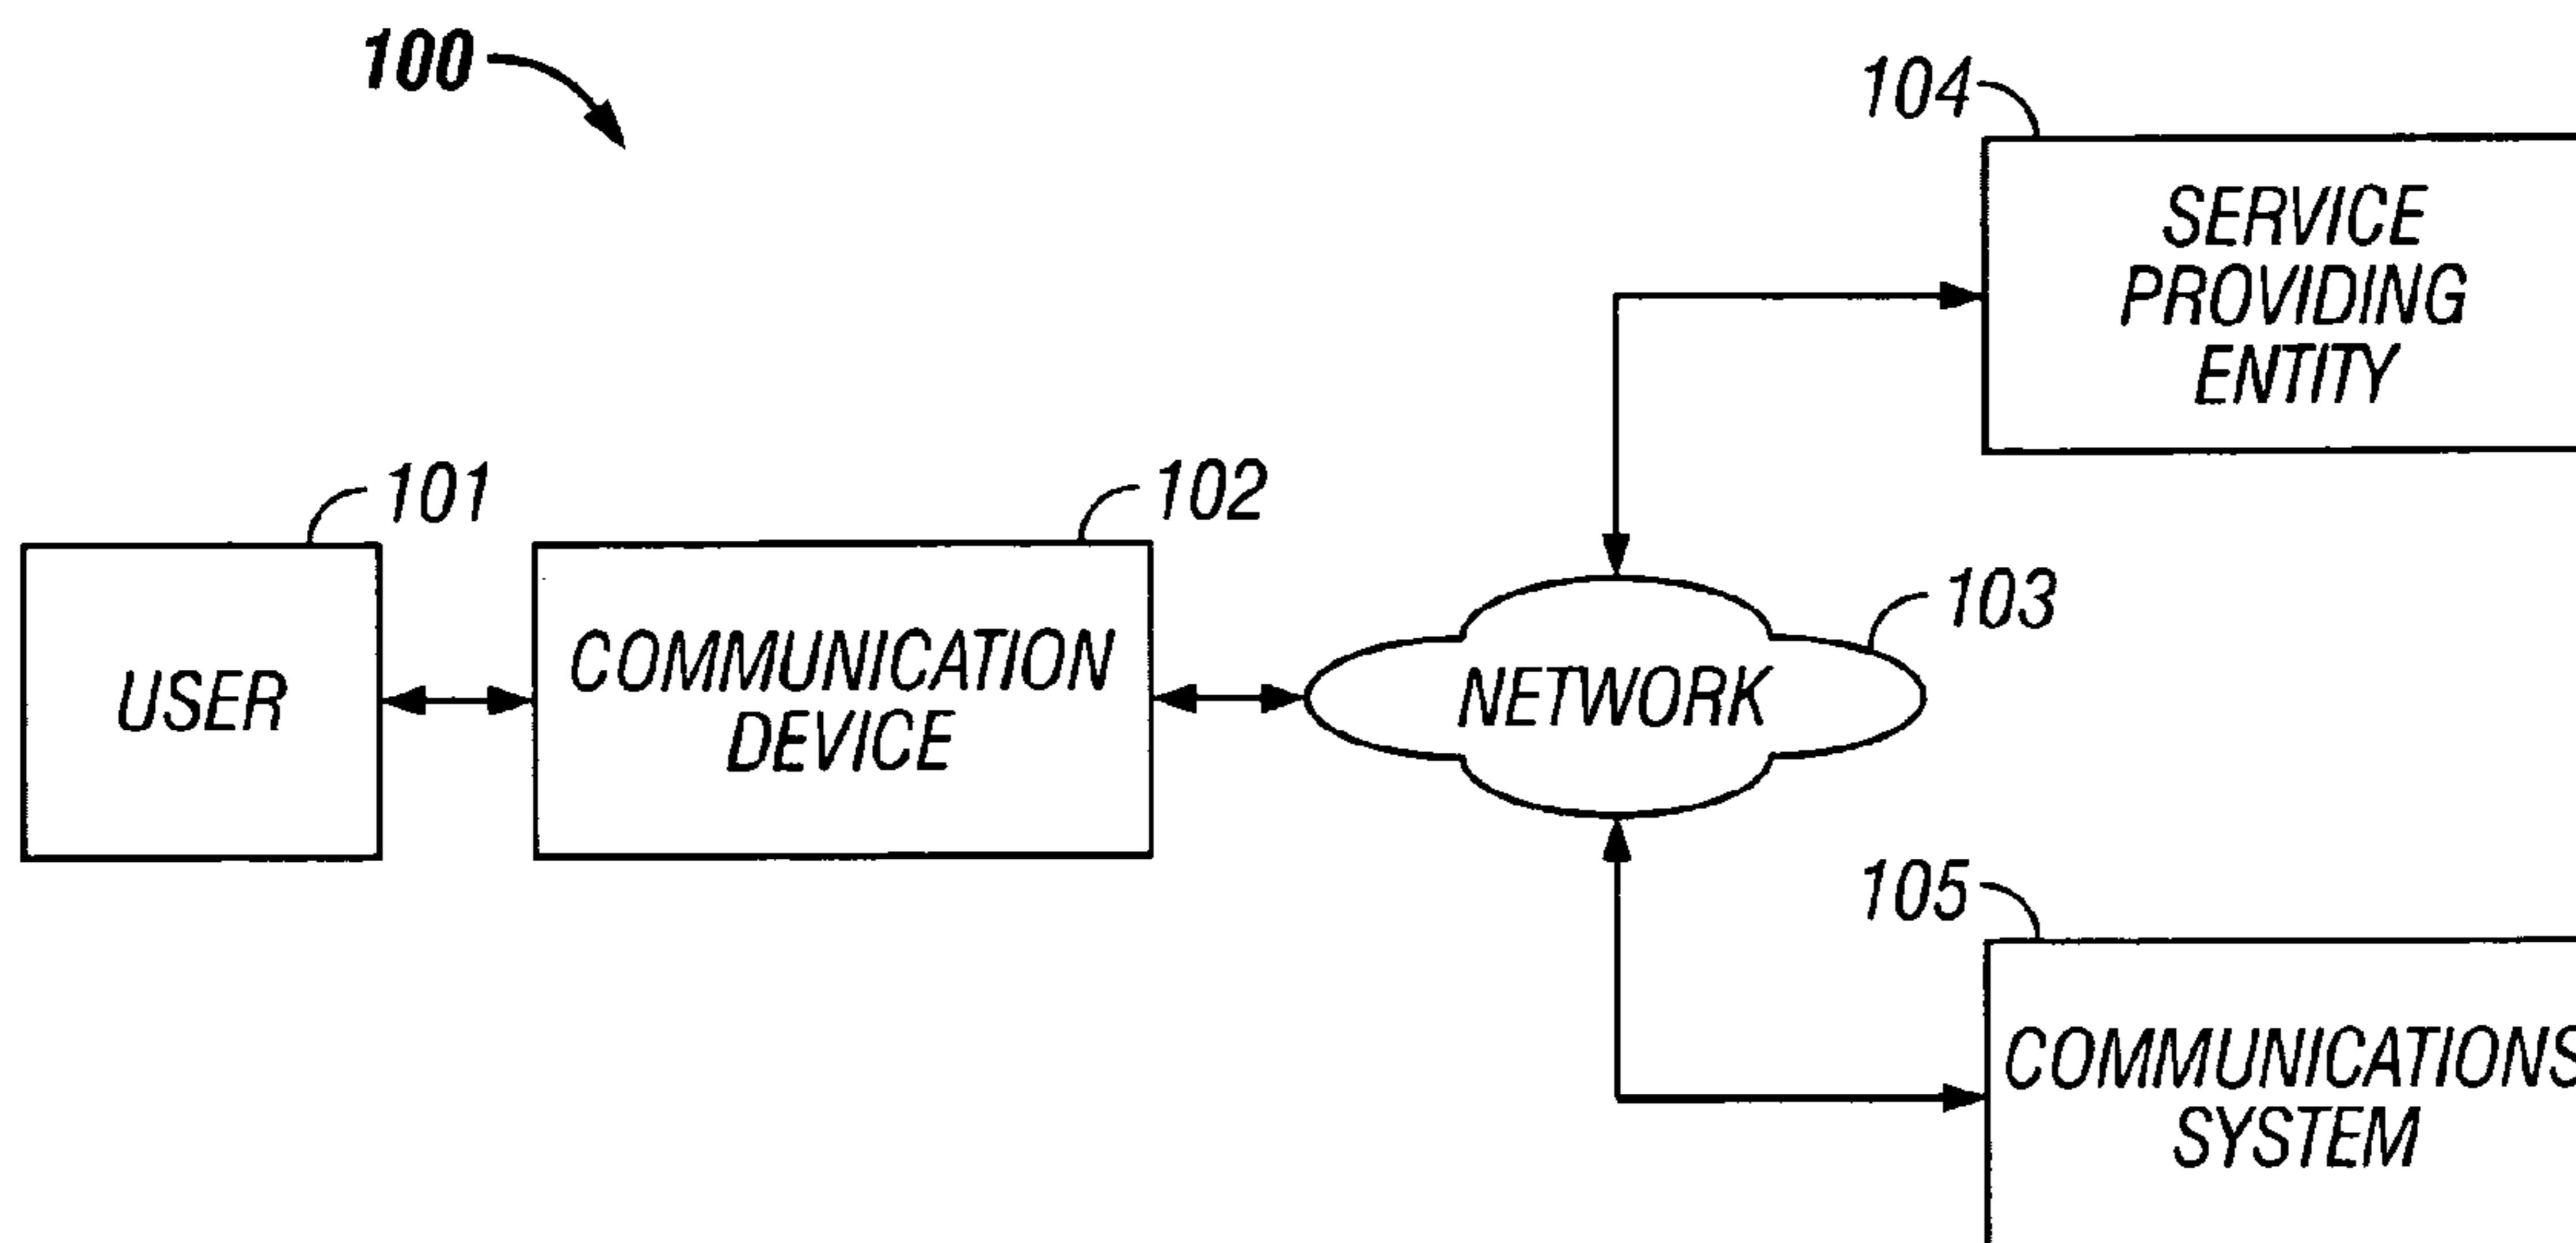 100
104
SERVICE
PROVIDING
ENTITY
101
102
USER
COMMUNICATION
DEVICE
103
NETWORK
105
COMMUNICATIONS
SYSTEM